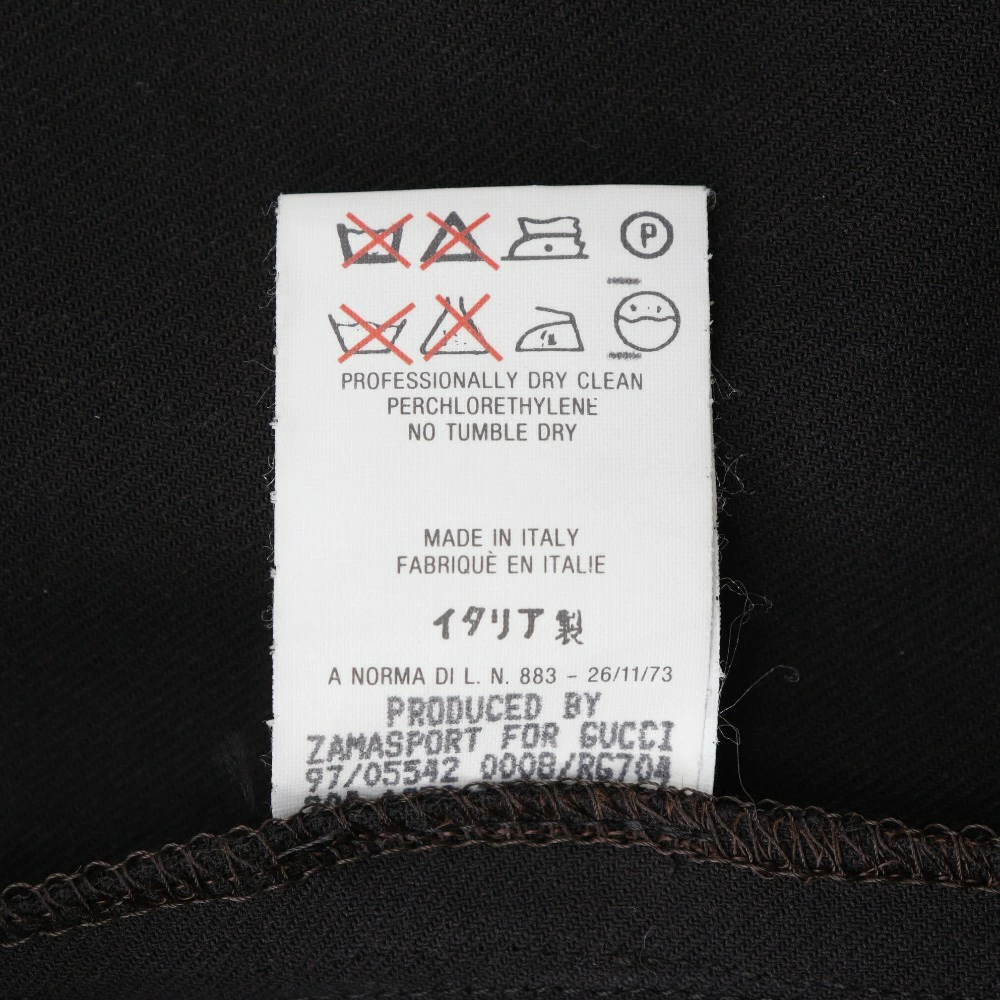 P
PROFESSIONALLY DRY CLEAN
PERCHLORETHYLENE
NO TUMBLE DRY
MADE IN ITALY
FABRIQUÈ EN ITALIE
イタリア製
A NORMA DI L. N. 883 - 26/11/73
PRODUCED BY
ZAMASPORT FOR GUCCI
97/05542 0008/RG704